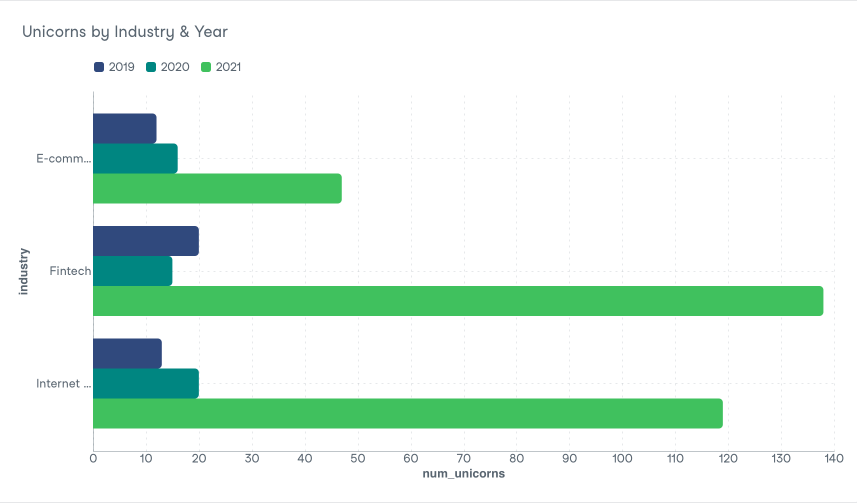 Unicorns by Industry & Year
2019 2020 2021
E-comm...
Fintech
Internet ...
industry
0 10 20 30 40 50 60 70 80 90 100 110 120 130 140
num_unicorns